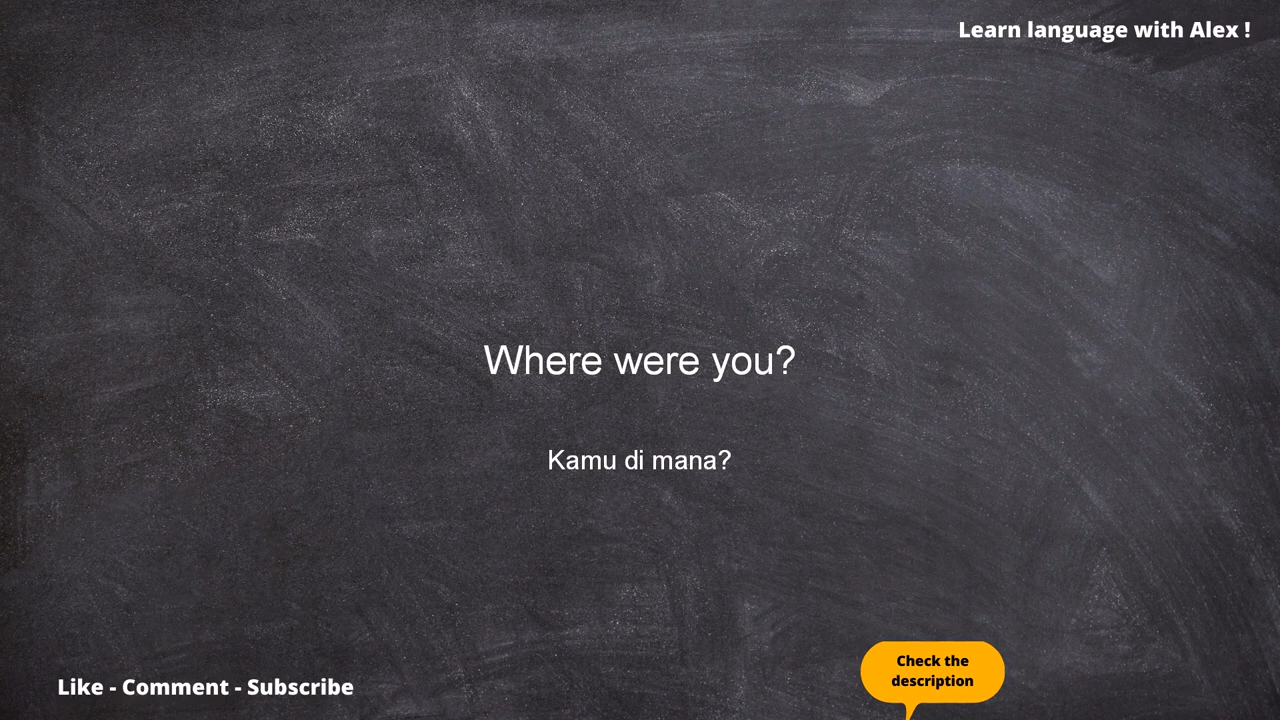 Learn language with Alex !
Where were you?
Kamu di mana?
Like - Comment - Subscribe
Check the
description